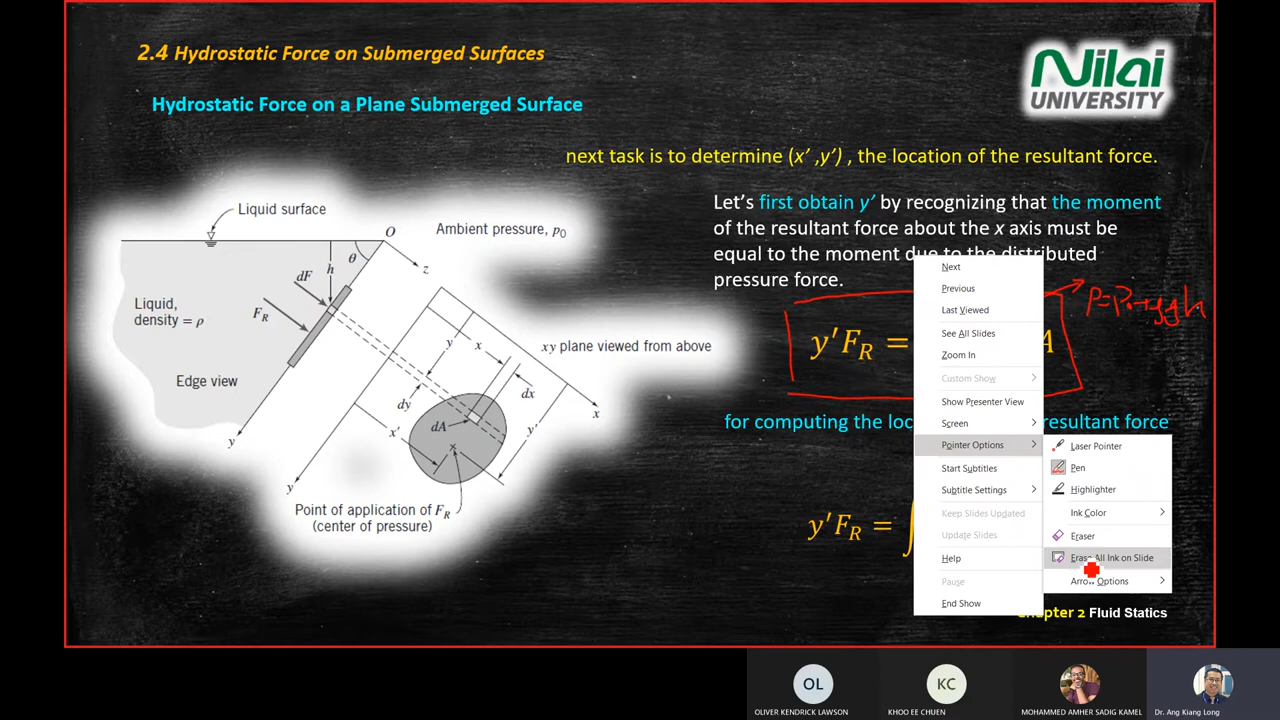 2.4 Hydrostatic Force on Submerged Surfaces
Hydrostatic Force on a Plane Submerged Surface
Nilai
UNIVERSITY
next task is to determine (x′ ,y′) , the location of the resultant force.
Let's first obtain y′ by recognizing that the moment
of the resultant force about the x axis must be
equal to the moment due to the distributed
pressure force.
Liquid surface
Ambient pressure, p0
O
θ
h
z
dF
FR
Liquid,
density = ρ
Edge view
y
xy plane viewed from above
y
x
dx
x
dy
dA
x′
y′
y
Point of application of FR
(center of pressure)
y′FR =
A
for computing the loc
resultant force
y′FR = ∫
Next
Previous
Last Viewed
See All Slides
Zoom In
Custom Show
Show Presenter View
Screen
Pointer Options
Start Subtitles
Subtitle Settings
Keep Slides Updated
Update Slides
Help
Pause
End Show
Laser Pointer
Pen
Highlighter
Ink Color
Eraser
Erase All Ink on Slide
Arrow Options
Chapter 2 Fluid Statics
OL
KC
OLIVER KENDRICK LAWSON
KHOO EE CHUEN
MOHAMMED AMHER SADIG KAMEL
Dr. Ang Kiang Long